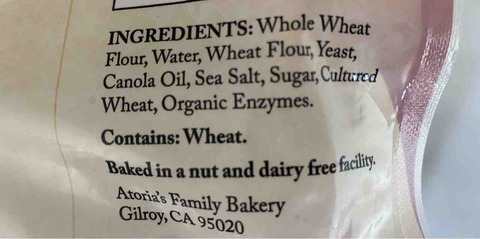 INGREDIENTS: Whole Wheat
Flour, Water, Wheat Flour, Yeast,
Canola Oil, Sea Salt, Sugar, Cultured
Wheat, Organic Enzymes.
Contains: Wheat.
Baked in a nut and dairy free facility.
Atoria's Family Bakery
Gilroy, CA 95020